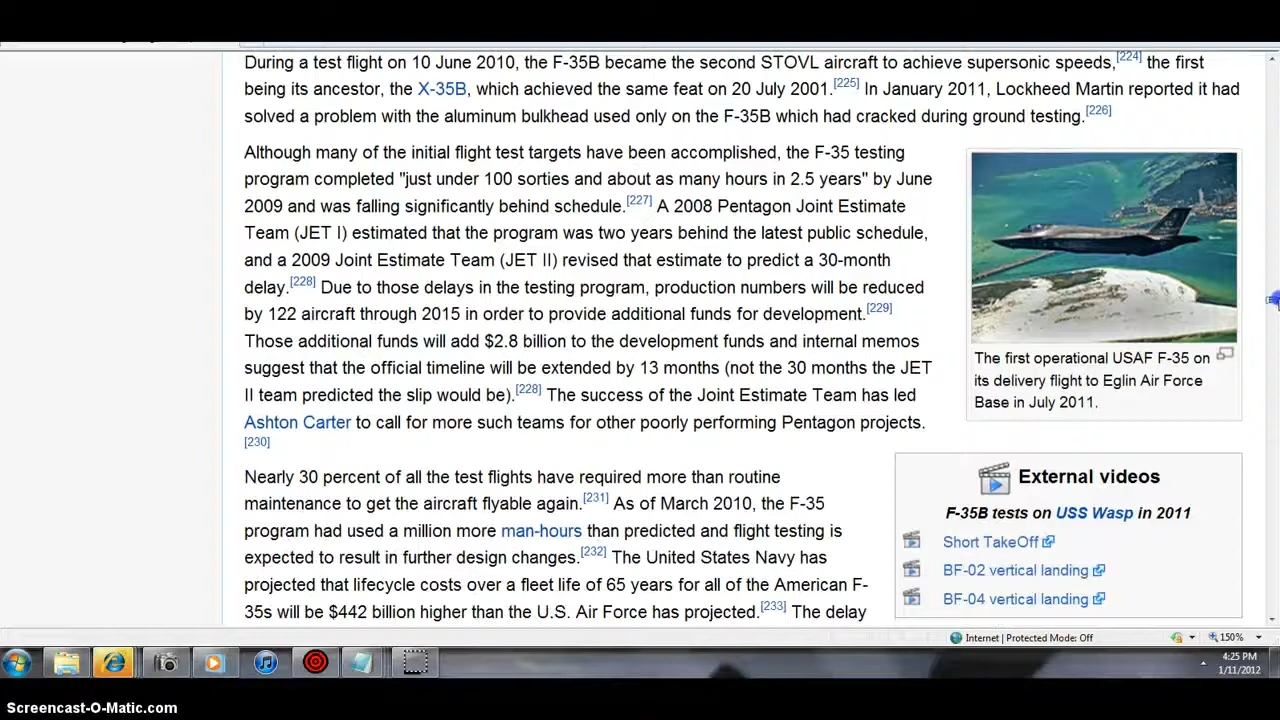 During a test flight on 10 June 2010, the F-35B became the second STOVL aircraft to achieve supersonic speeds,[224] the first
being its ancestor, the X-35B, which achieved the same feat on 20 July 2001.[225] In January 2011, Lockheed Martin reported it had
solved a problem with the aluminum bulkhead used only on the F-35B which had cracked during ground testing.[226]
Although many of the initial flight test targets have been accomplished, the F-35 testing
program completed "just under 100 sorties and about as many hours in 2.5 years" by June
2009 and was falling significantly behind schedule.[227] A 2008 Pentagon Joint Estimate
Team (JET I) estimated that the program was two years behind the latest public schedule,
and a 2009 Joint Estimate Team (JET II) revised that estimate to predict a 30-month
delay.[228] Due to those delays in the testing program, production numbers will be reduced
by 122 aircraft through 2015 in order to provide additional funds for development.[229]
Those additional funds will add $2.8 billion to the development funds and internal memos
suggest that the official timeline will be extended by 13 months (not the 30 months the JET
II team predicted the slip would be).[228] The success of the Joint Estimate Team has led
Ashton Carter to call for more such teams for other poorly performing Pentagon projects.
[230]
The first operational USAF F-35 on
its delivery flight to Eglin Air Force
Base in July 2011.
Nearly 30 percent of all the test flights have required more than routine
maintenance to get the aircraft flyable again.[231] As of March 2010, the F-35
program had used a million more man-hours than predicted and flight testing is
expected to result in further design changes.[232] The United States Navy has
projected that lifecycle costs over a fleet life of 65 years for all of the American F-
35s will be $442 billion higher than the U.S. Air Force has projected.[233] The delay
External videos
F-35B tests on USS Wasp in 2011
Short TakeOff
BF-02 vertical landing
BF-04 vertical landing
Internet | Protected Mode: Off
150%
4:25 PM
1/11/2012
Screencast-O-Matic.com